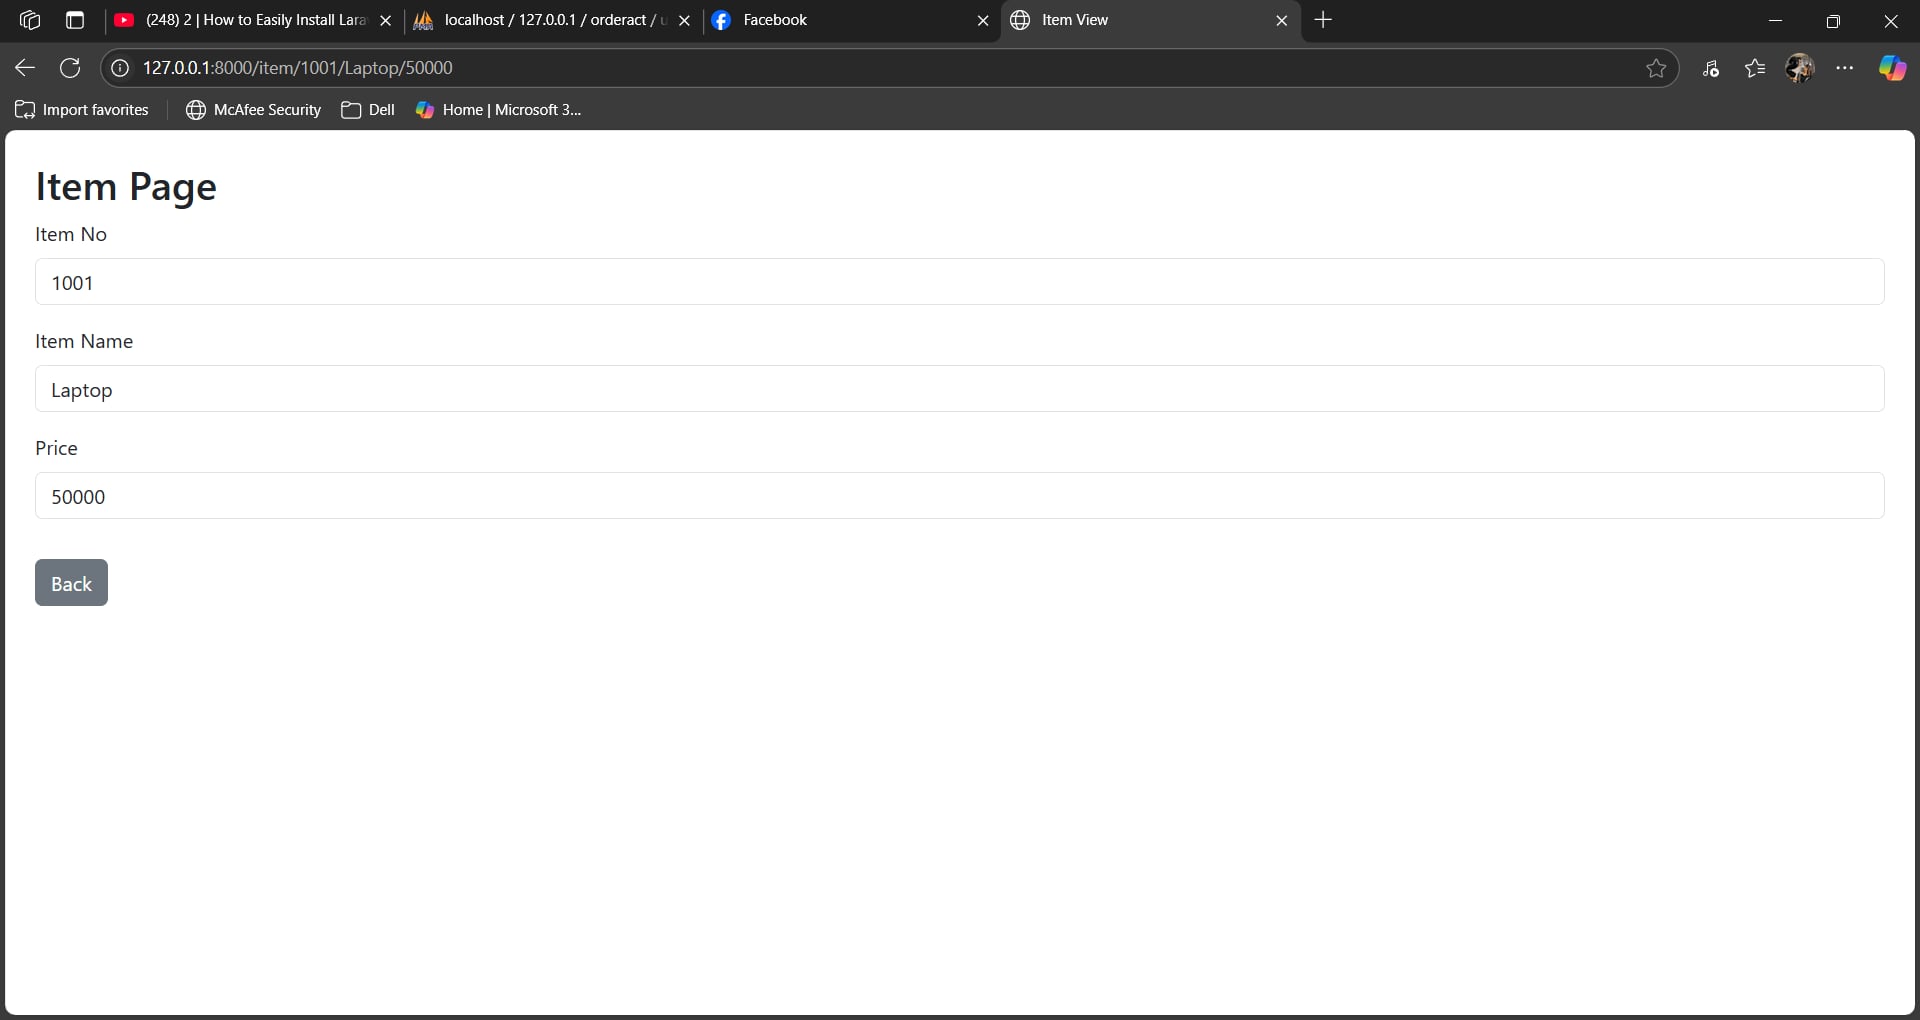 (248) 2 | How to Easily Install Lara
localhost / 127.0.0.1 / orderact / u
Facebook
Item View
127.0.0.1:8000/item/1001/Laptop/50000
Import favorites
McAfee Security
Dell
Home | Microsoft 3...
Item Page
Item No
1001
Item Name
Laptop
Price
50000
Back